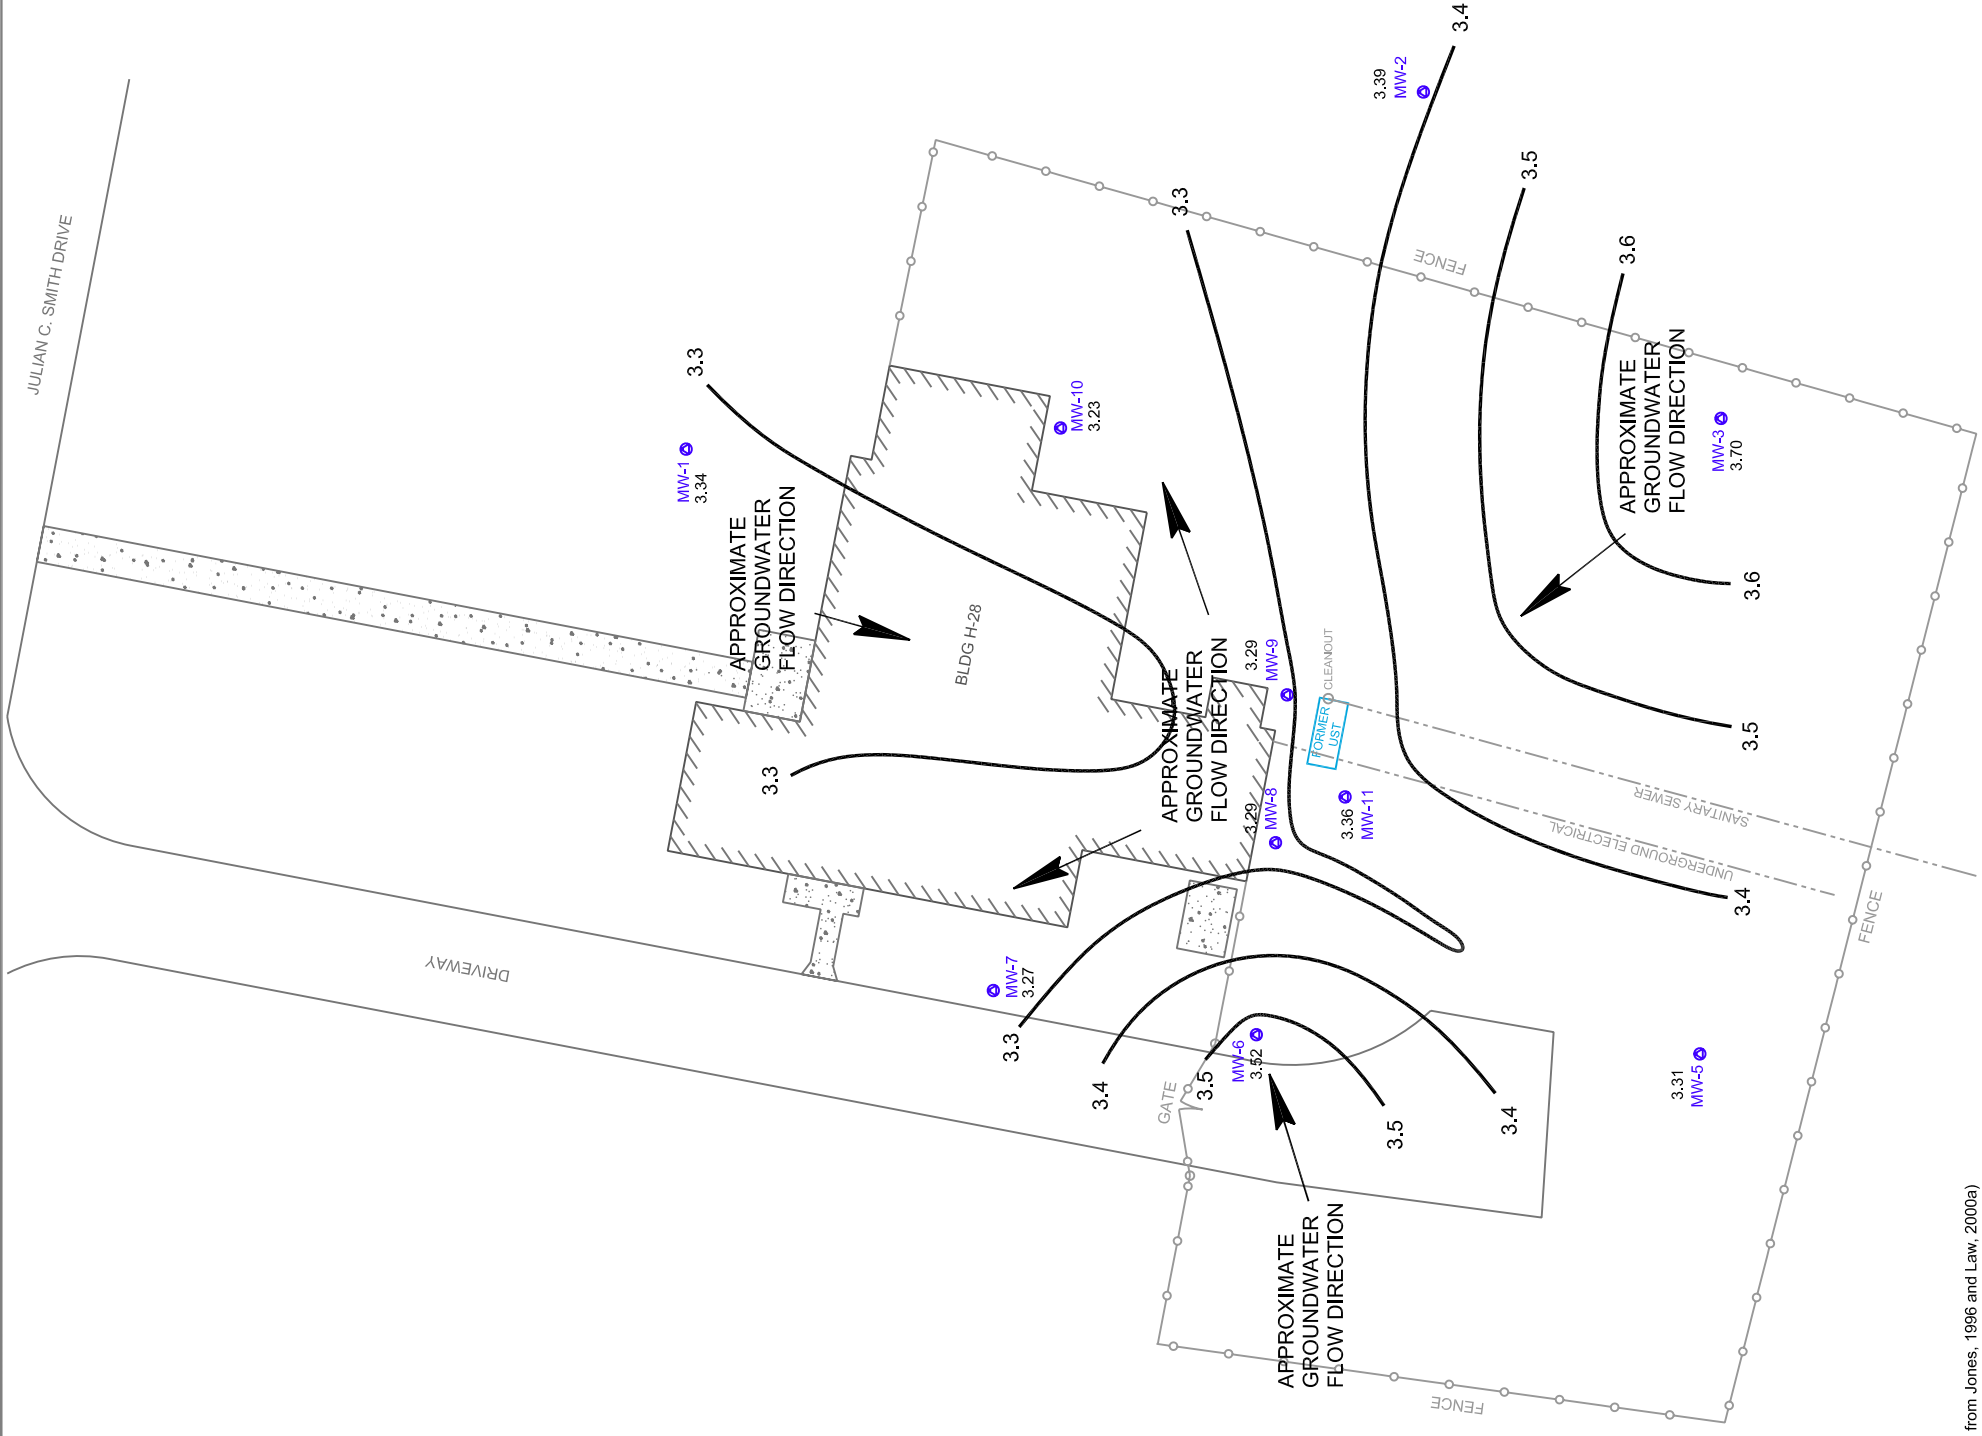 JULIAN C. SMITH DRIVE
3.4
3.39
MW-2
3.5
3.3
3.6
FENCE
3.3
MW-1
3.34
MW-10
3.23
APPROXIMATE
GROUNDWATER
FLOW DIRECTION
MW-3
3.70
APPROXIMATE
GROUNDWATER
FLOW DIRECTION
BLDG H-28
3.6
3.29
MW-9
CLEANOUT
APPROXIMATE
GROUNDWATER
FLOW DIRECTION
FORMER
UST
3.5
3.3
3.29
MW-8
3.36
MW-11
SANITARY SEWER
UNDERGROUND ELECTRICAL
3.4
FENCE
DRIVEWAY
MW-7
3.27
3.3
3.4
GATE
3.5
MW-6
3.52
3.31
MW-5
3.5
3.4
APPROXIMATE
GROUNDWATER
FLOW DIRECTION
FENCE
from Jones, 1996 and Law, 2000a)